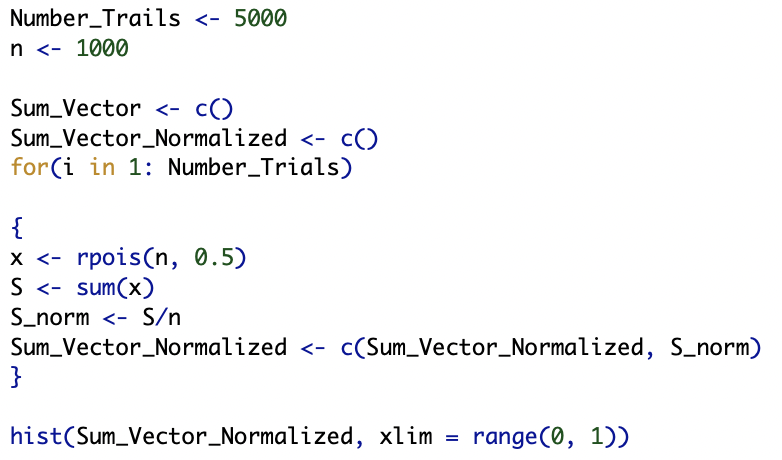 Number_Trails <- 5000
n <- 1000
Sum_Vector <- c()
Sum_Vector_Normalized <- c()
for(i in 1: Number_Trials)
{
x <- rpois(n, 0.5)
S <- sum(x)
S_norm <- S/n
Sum_Vector_Normalized <- c(Sum_Vector_Normalized, S_norm)
}
hist(Sum_Vector_Normalized, xlim = range(0, 1))